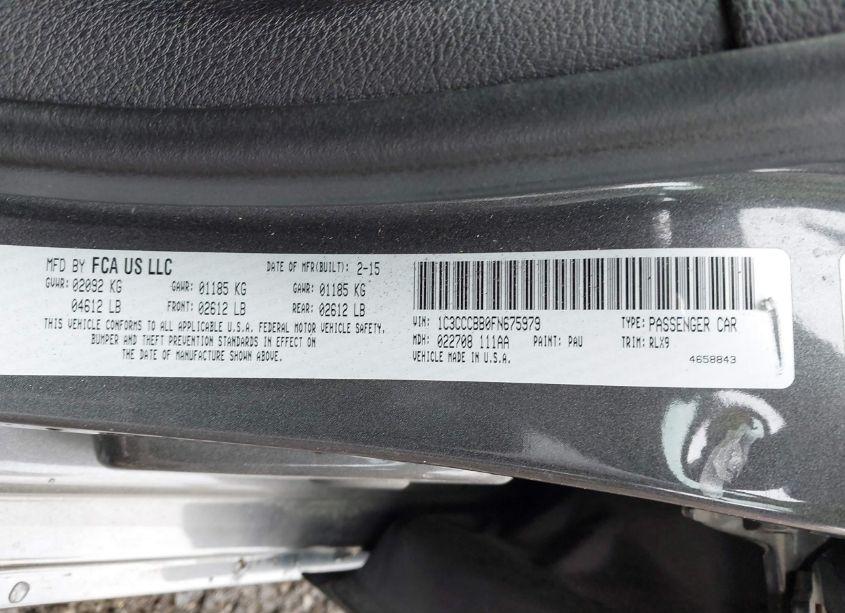 MFD BY FCA US LLC DATE OF MFR(BUILT): 2-15
GVWR: 02092 KG GAWR: 01185 KG GAWR: 01185 KG
04612 LB FRONT: 02612 LB REAR: 02612 LB
THIS VEHICLE CONFORMS TO ALL APPLICABLE U.S.A. FEDERAL MOTOR VEHICLE SAFETY,
BUMPER AND THEFT PREVENTION STANDARDS IN EFFECT ON
THE DATE OF MANUFACTURE SHOWN ABOVE.
VIN: 1C3CCCBB0FN675979 TYPE: PASSENGER CAR
MDH: 022708 111AA PAINT: PAU TRIM: RLX9
VEHICLE MADE IN U.S.A. 4658843